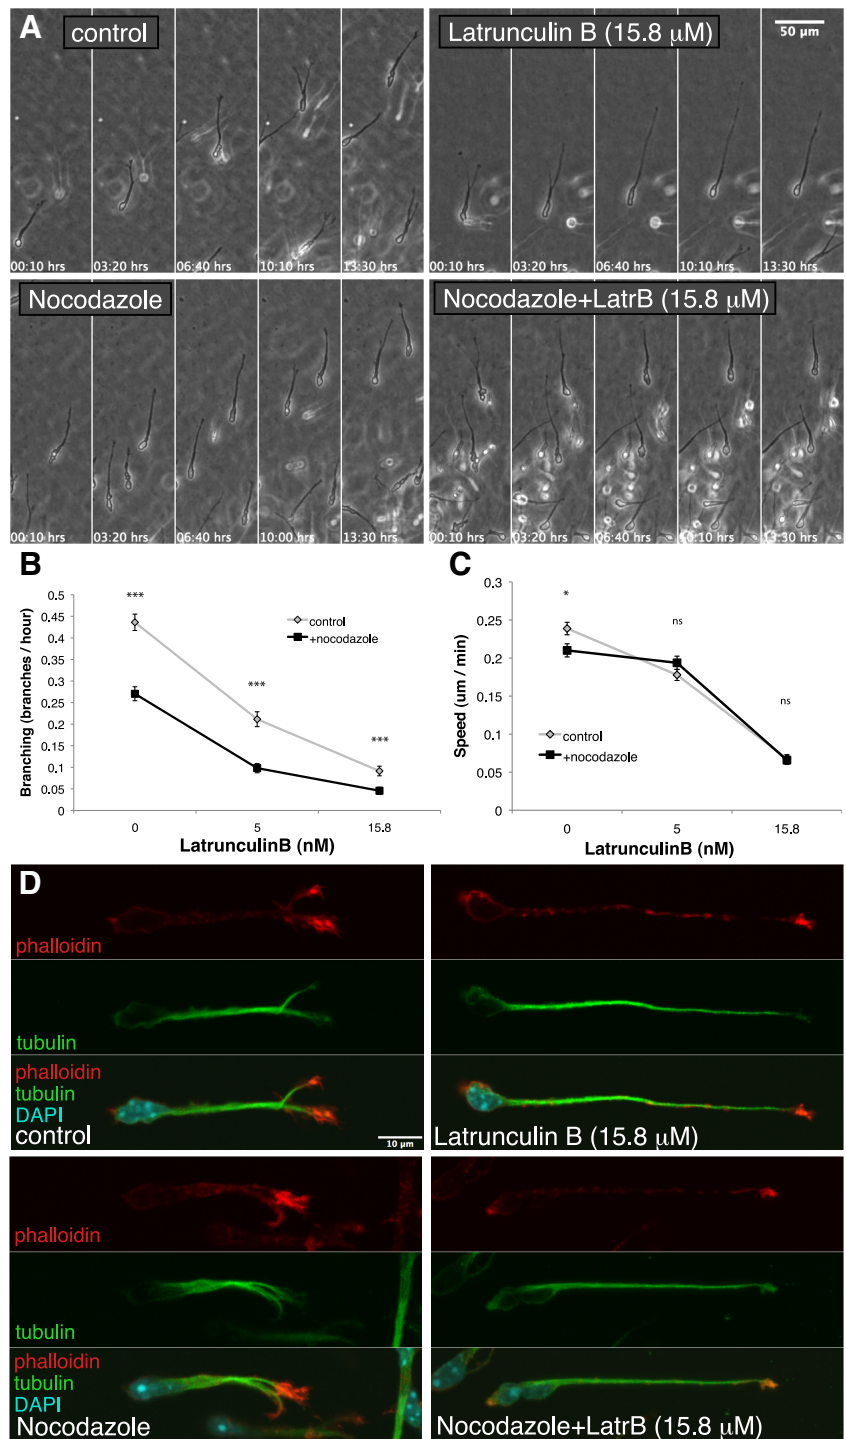 A
control
Latrunculin B (15.8 μM)
50 μm
00:10 hrs
03:20 hrs
06:40 hrs
10:10 hrs
13:30 hrs
00:10 hrs
03:20 hrs
06:40 hrs
10:10 hrs
13:30 hrs
Nocodazole
Nocodazole+LatrB (15.8 μM)
00:10 hrs
03:20 hrs
06:40 hrs
10:00 hrs
13:30 hrs
00:10 hrs
03:20 hrs
06:40 hrs
10:10 hrs
13:30 hrs
B
Branching (branches / hour)
0.5
0.45
0.4
0.35
0.3
0.25
0.2
0.15
0.1
0.05
0
***
***
***
control
+nocodazole
0
5
15.8
LatrunculinB (nM)
C
Speed (um / min)
0.3
0.25
0.2
0.15
0.1
0.05
0
*
ns
ns
control
+nocodazole
0
5
15.8
LatrunculinB (nM)
D
phalloidin
tubulin
phalloidin
tubulin
DAPI
control
10 μm
Latrunculin B (15.8 μM)
phalloidin
tubulin
phalloidin
tubulin
DAPI
Nocodazole
Nocodazole+LatrB (15.8 μM)